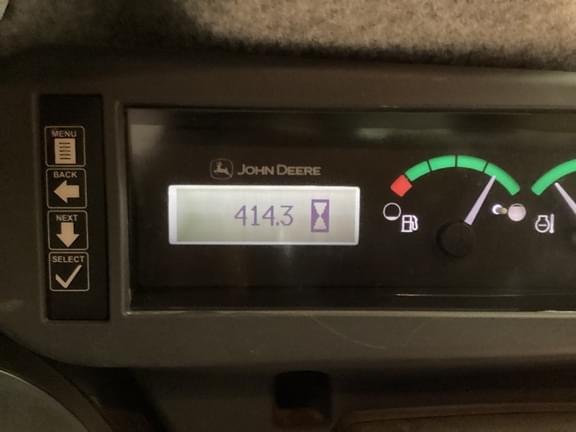 MENU
BACK
NEXT
SELECT
JOHN DEERE
414.3